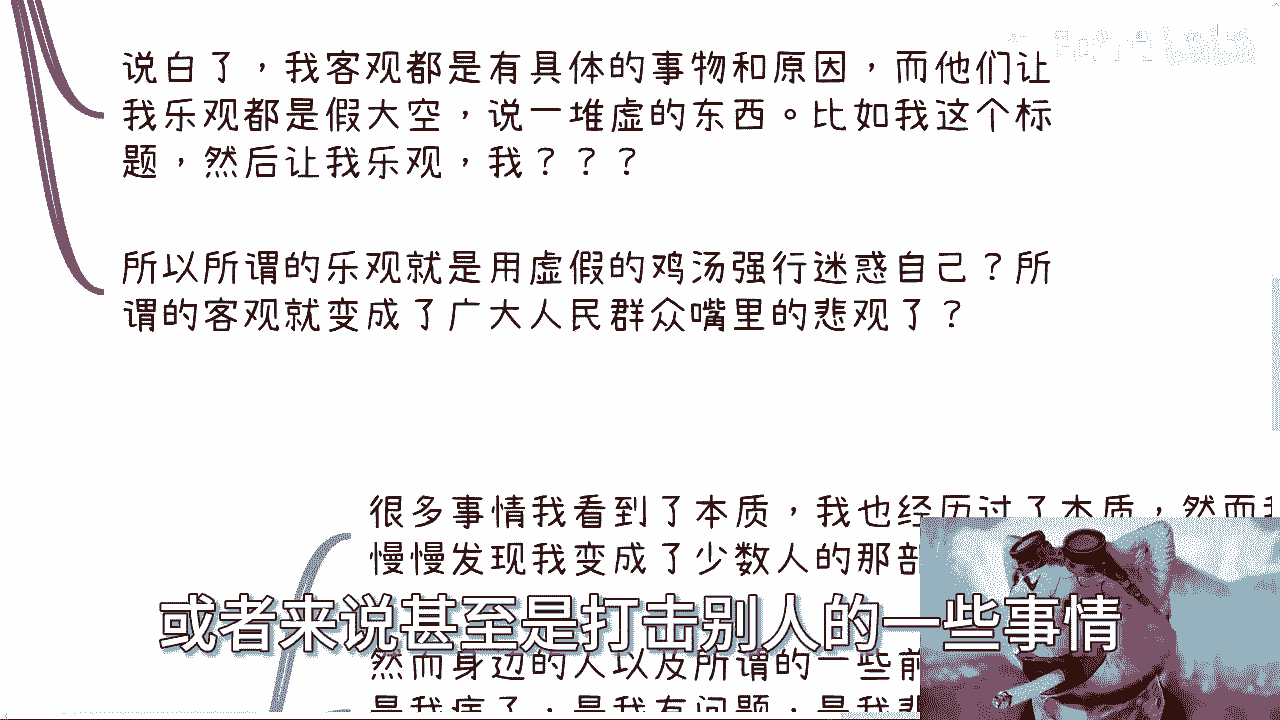 说白了，我客观都是有具体的事物和原因，而他们让
我乐观都是假大空，说一堆虚的东西。比如我这个标
题，然后让我乐观，我？？？
所以所谓的乐观就是用虚假的鸡汤强行迷惑自己？所
谓的客观就变成了广大人民群众嘴里的悲观了？
很多事情我看到了本质，我也经历过了本质，然而
慢慢发现我变成了少数人的那部
或者来说甚至是打击别人的一些事情
然而身边的人以及所谓的一些前
是我病了，是我有问题，是我悲